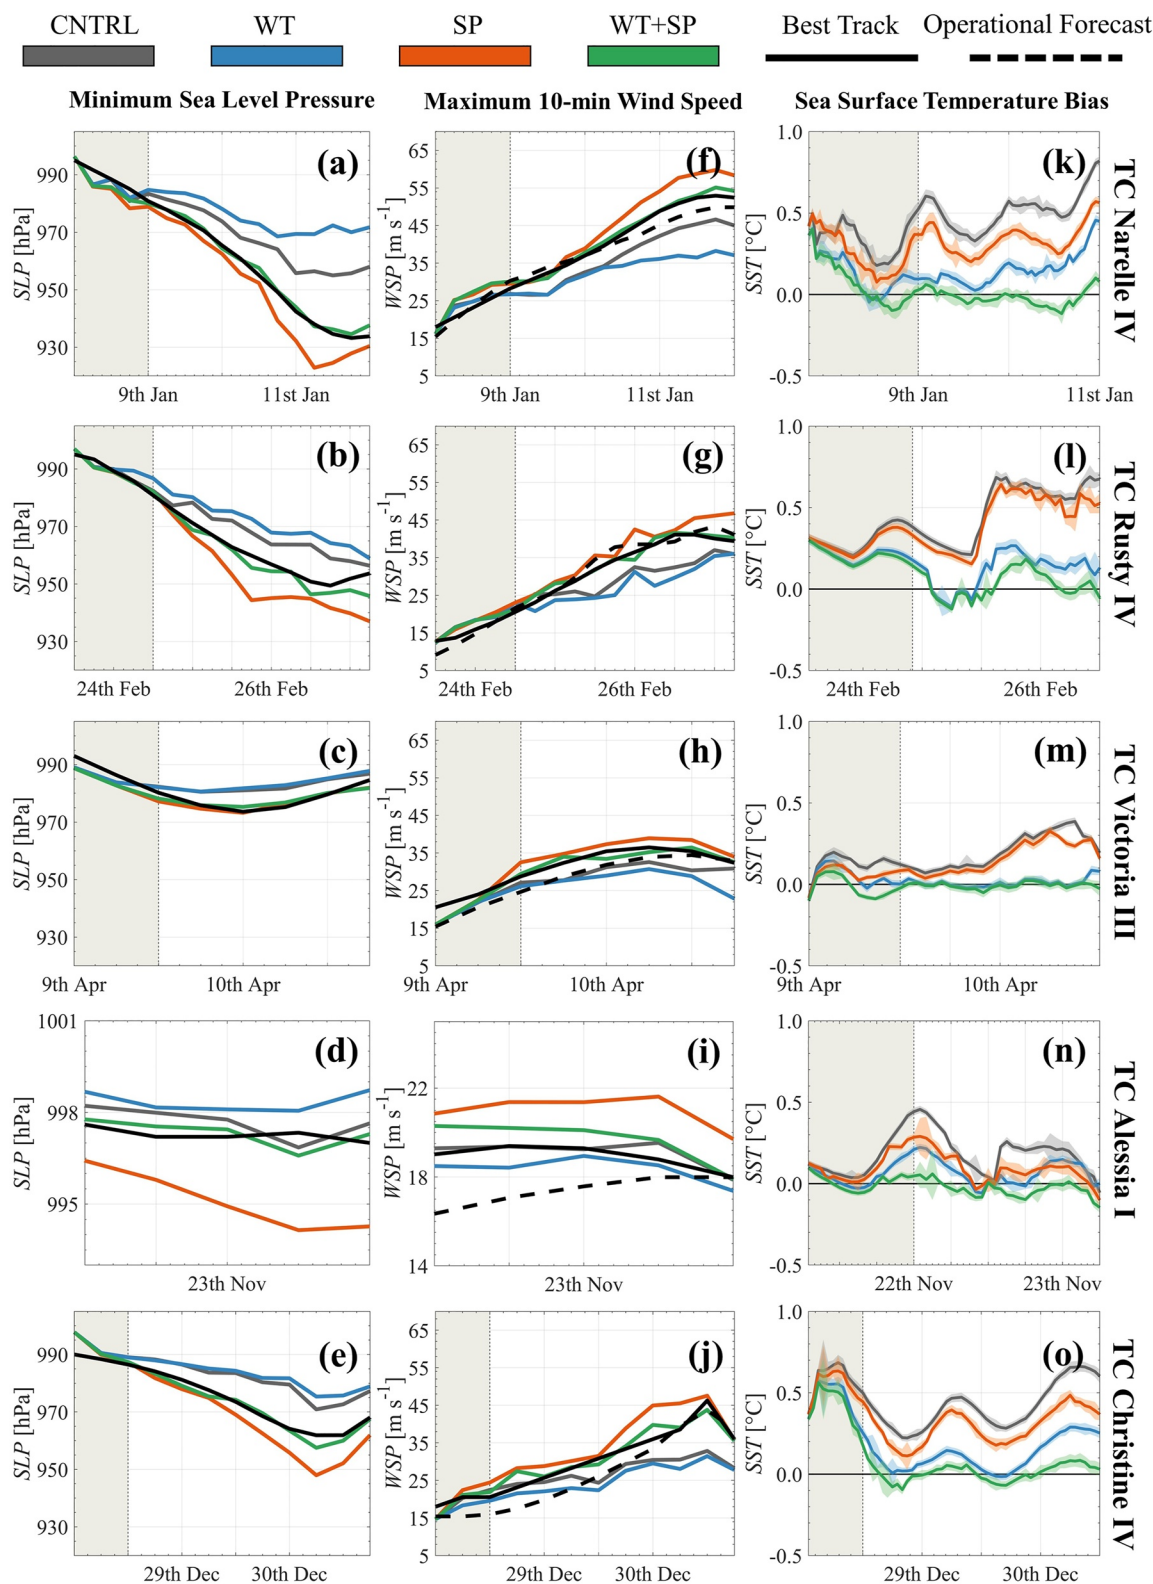 CNTRL WT SP WT+SP Best Track Operational Forecast
Minimum Sea Level Pressure Maximum 10-min Wind Speed Sea Surface Temperature Bias
(a)
SLP [hPa]
990
970
950
930
9th Jan 11st Jan
(f)
WSP [m s-1]
65
55
45
35
25
15
5
9th Jan 11st Jan
(k)
SST [°C]
1.0
0.5
0.0
-0.5
9th Jan 11st Jan
TC Narelle IV
(b)
SLP [hPa]
990
970
950
930
24th Feb 26th Feb
(g)
WSP [m s-1]
65
55
45
35
25
15
5
24th Feb 26th Feb
(l)
SST [°C]
1.0
0.5
0.0
-0.5
24th Feb 26th Feb
TC Rusty IV
(c)
SLP [hPa]
990
970
950
930
9th Apr 10th Apr
(h)
WSP [m s-1]
65
55
45
35
25
15
5
9th Apr 10th Apr
(m)
SST [°C]
1.0
0.5
0.0
-0.5
9th Apr 10th Apr
TC Victoria III
(d)
SLP [hPa]
1001
998
995
23th Nov
(i)
WSP [m s-1]
22
18
14
23th Nov
(n)
SST [°C]
1.0
0.5
0.0
-0.5
22th Nov 23th Nov
TC Alessia I
(e)
SLP [hPa]
990
970
950
930
29th Dec 30th Dec
(j)
WSP [m s-1]
65
55
45
35
25
15
5
29th Dec 30th Dec
(o)
SST [°C]
1.0
0.5
0.0
-0.5
29th Dec 30th Dec
TC Christine IV